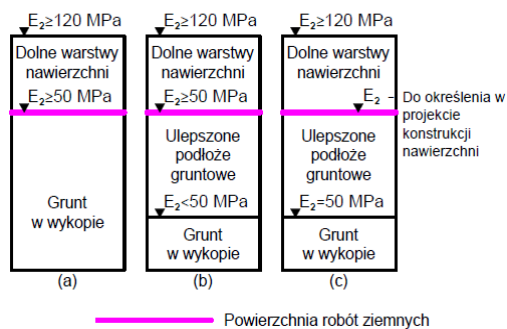 E₂≥120 MPa
Dolne warstwy
nawierzchni
E₂≥50 MPa
Grunt
w wykopie
(a)
E₂≥120 MPa
Dolne warstwy
nawierzchni
E₂≥50 MPa
Ulepszone
podłoże
gruntowe
E₂<50 MPa
Grunt
w wykopie
(b)
E₂≥120 MPa
Dolne warstwy
nawierzchni
E₂ - Do określenia w
projekcie
konstrukcji
nawierzchni
Ulepszone
podłoże
gruntowe
E₂=50 MPa
Grunt
w wykopie
(c)
Powierzchnia robót ziemnych